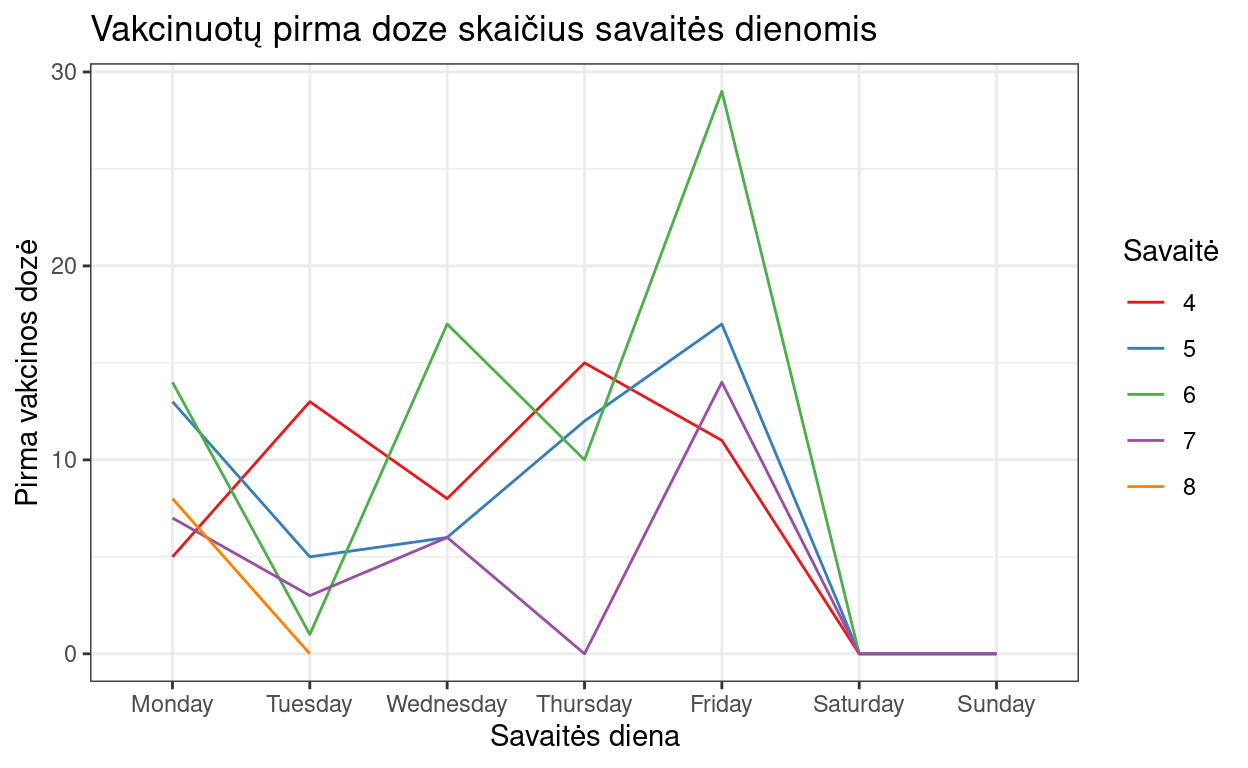 Vakcinuotų pirma doze skaičius savaitės dienomis
Pirma vakcinos dozė
30
20
10
0
Monday Tuesday Wednesday Thursday Friday Saturday Sunday
Savaitės diena
Savaitė
4
5
6
7
8